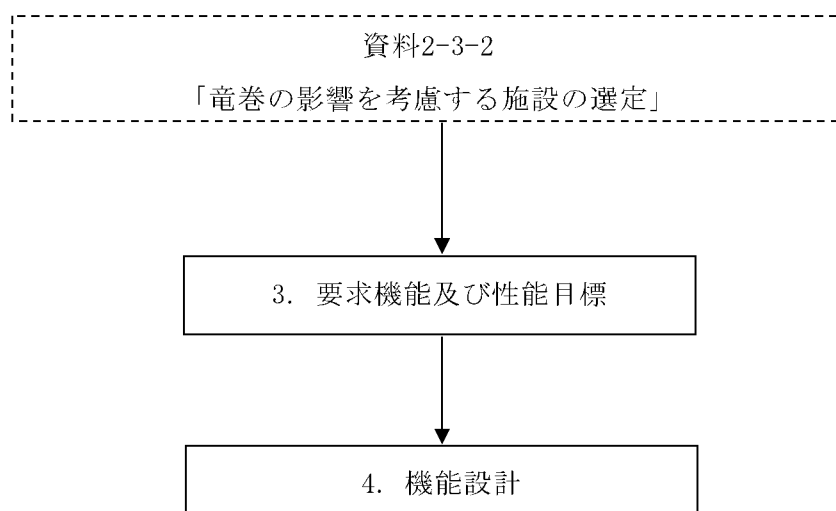 資料2-3-2
「竜巻の影響を考慮する施設の選定」
3. 要求機能及び性能目標
4. 機能設計